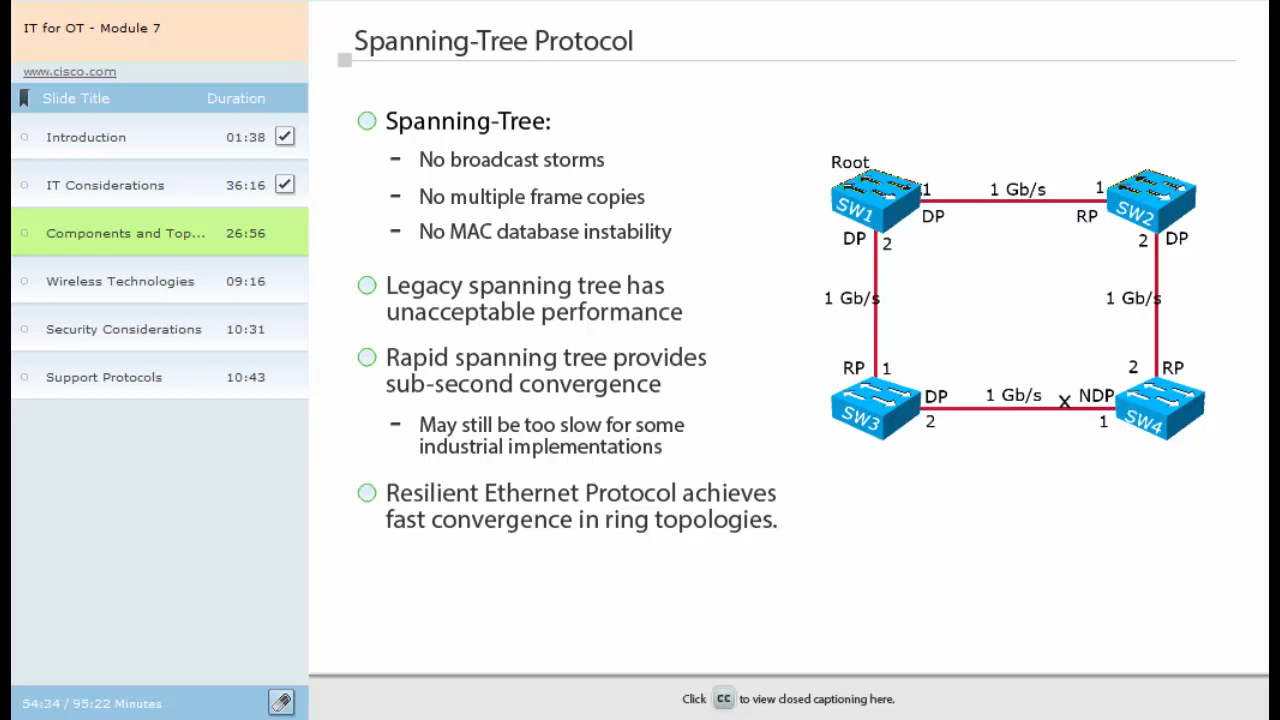 IT for OT - Module 7
www.cisco.com
Slide Title Duration
Introduction 01:38
IT Considerations 36:16
Components and Top... 26:56
Wireless Technologies 09:16
Security Considerations 10:31
Support Protocols 10:43
54:34 / 95:22 Minutes
Spanning-Tree Protocol
Spanning-Tree:
- No broadcast storms
- No multiple frame copies
- No MAC database instability
Legacy spanning tree has
unacceptable performance
Rapid spanning tree provides
sub-second convergence
- May still be too slow for some
industrial implementations
Resilient Ethernet Protocol achieves
fast convergence in ring topologies.
Root
SW1
1 1 Gb/s 1
SW2
DP RP
DP 2 2 DP
1 Gb/s 1 Gb/s
RP 1 2 RP
SW3
DP 1 Gb/s x NDP
SW4
2 1
Click CC to view closed captioning here.